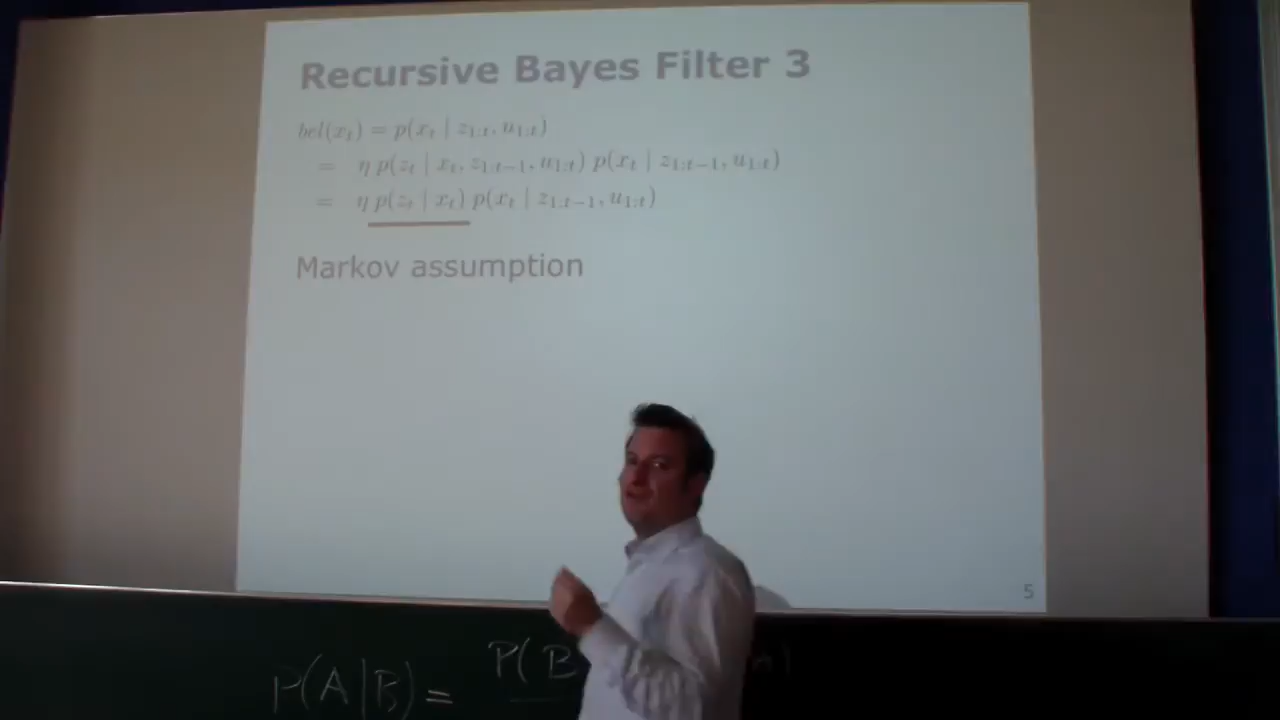 Recursive Bayes Filter 3
bel(x_t) = p(x_t | z_{1:t}, u_{1:t})
= η p(z_t | x_t, z_{1:t−1}, u_{1:t}) p(x_t | z_{1:t−1}, u_{1:t})
= η p(z_t | x_t) p(x_t | z_{1:t−1}, u_{1:t})
Markov assumption
5
P(A|B) = P(B